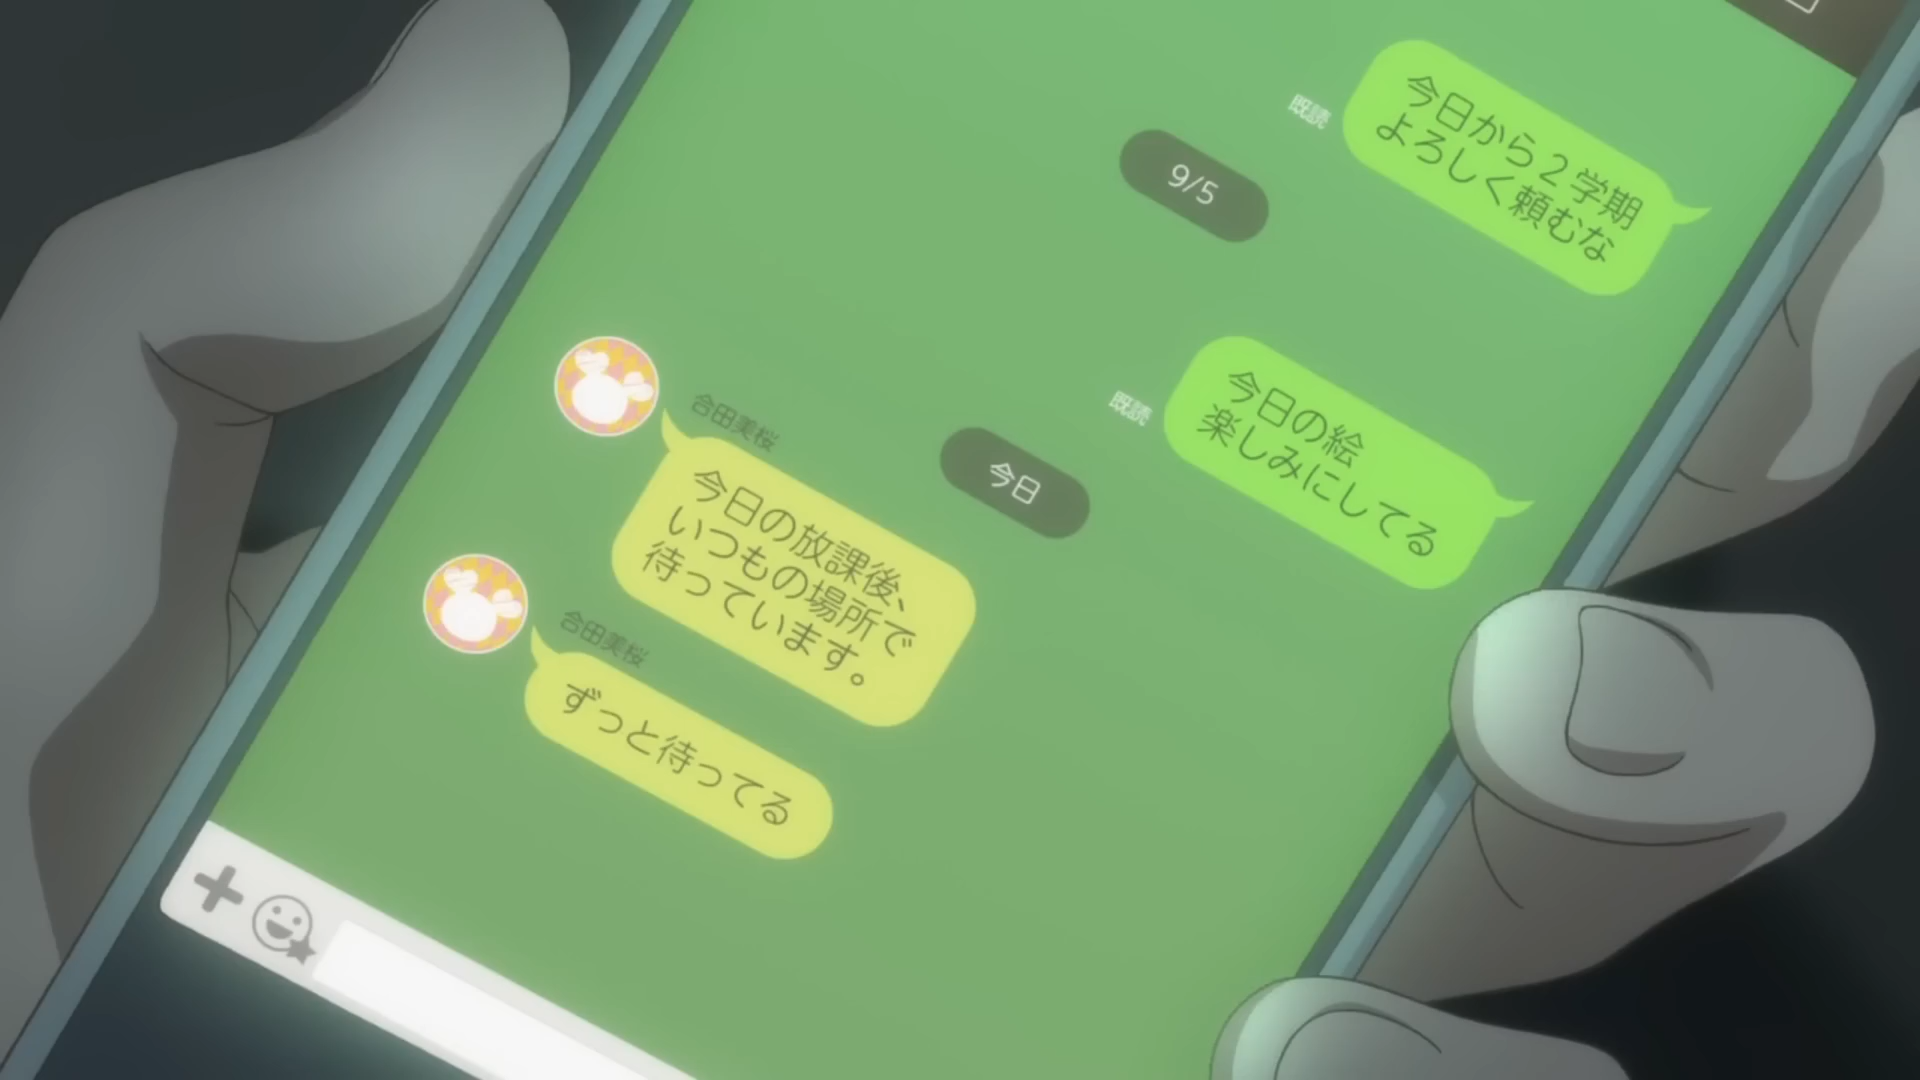 今日から２学期
よろしく頼むな
既読
9/5
今日の絵
楽しみにしてる
既読
今日
合田美桜
今日の放課後、
いつもの場所で
待っています。
合田美桜
ずっと待ってる